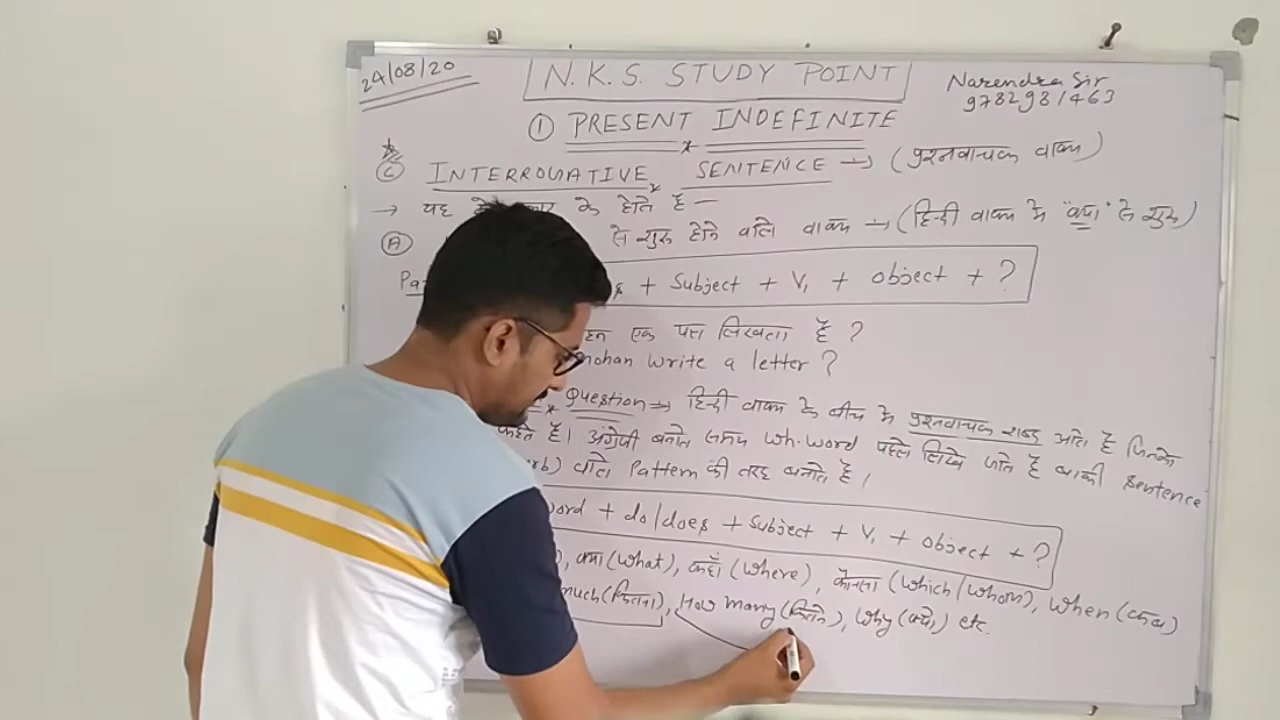 24/08/20
N.K.S. STUDY POINT
Narendra Sir
9782981463
① PRESENT INDEFINITE
Ⓒ INTERROUATIVE SENTENCE → (प्रश्नवाचक वाक्य)
→ यह के होते है —
Ⓐ से शुरू होने वाले वाक्य → (हिन्दी वाक्य के "क्या" से शुरू)
+ Subject + V₁ + object + ?
एक पत्र लिखता है ?
mohan write a letter ?
Question → हिन्दी वाक्य के बीच मे प्रश्नवाचक शब्द आते है जिनको
कहते है। अंग्रेजी बनाते समय Wh.word पहले लिखे जाते है बाकी Sentence
वाले Pattern की तरह बनाते है।
word + do/does + Subject + V₁ + object + ?
, क्या (What), कहाँ (Where), कौनसा (Which/Whom), When (कब)
much (कितना), How many (कितने), Why (क्यो) etc.